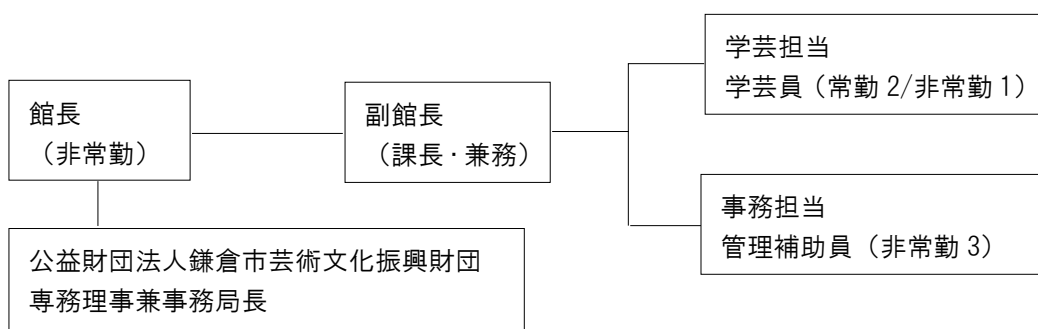 館長
（非常勤）
公益財団法人鎌倉市芸術文化振興財団
専務理事兼事務局長
副館長
（課長・兼務）
学芸担当
学芸員（常勤 2/非常勤 1）
事務担当
管理補助員（非常勤 3）